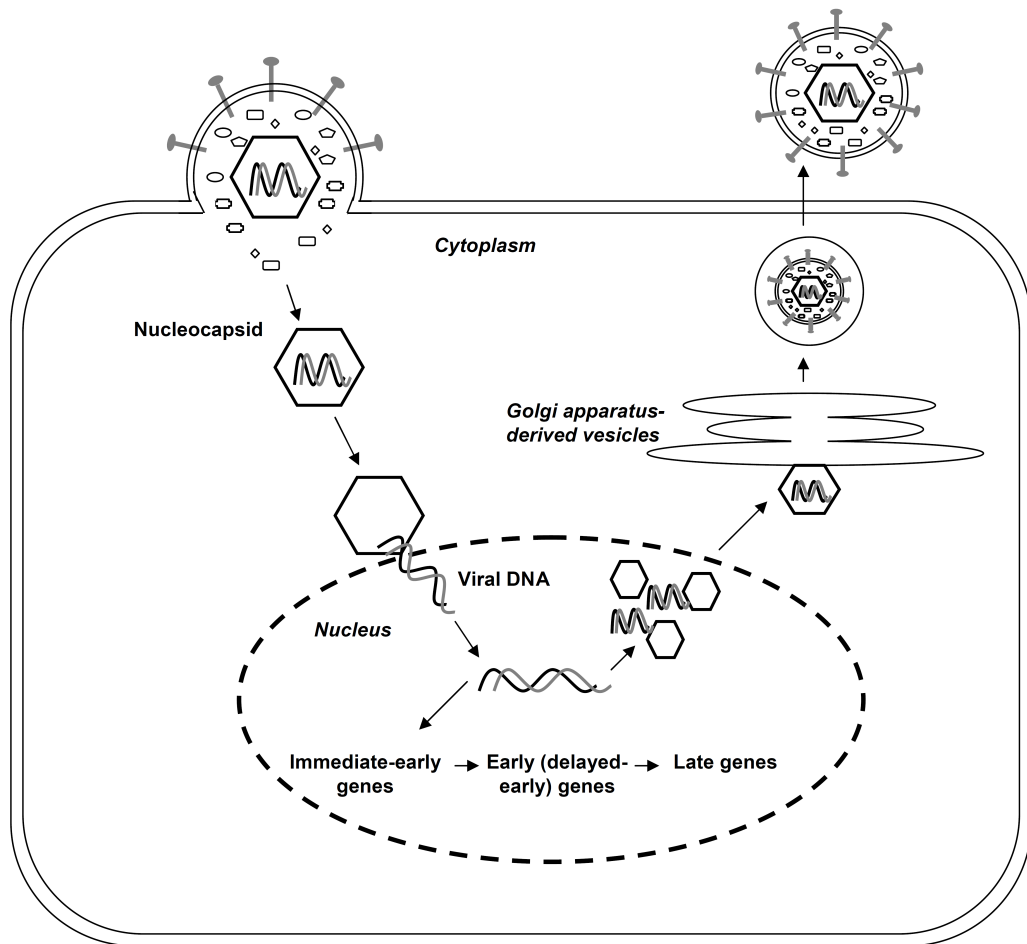 Cytoplasm
Nucleocapsid
Golgi apparatus-
derived vesicles
Viral DNA
Nucleus
Immediate-early
genes
Early (delayed-
early) genes
Late genes